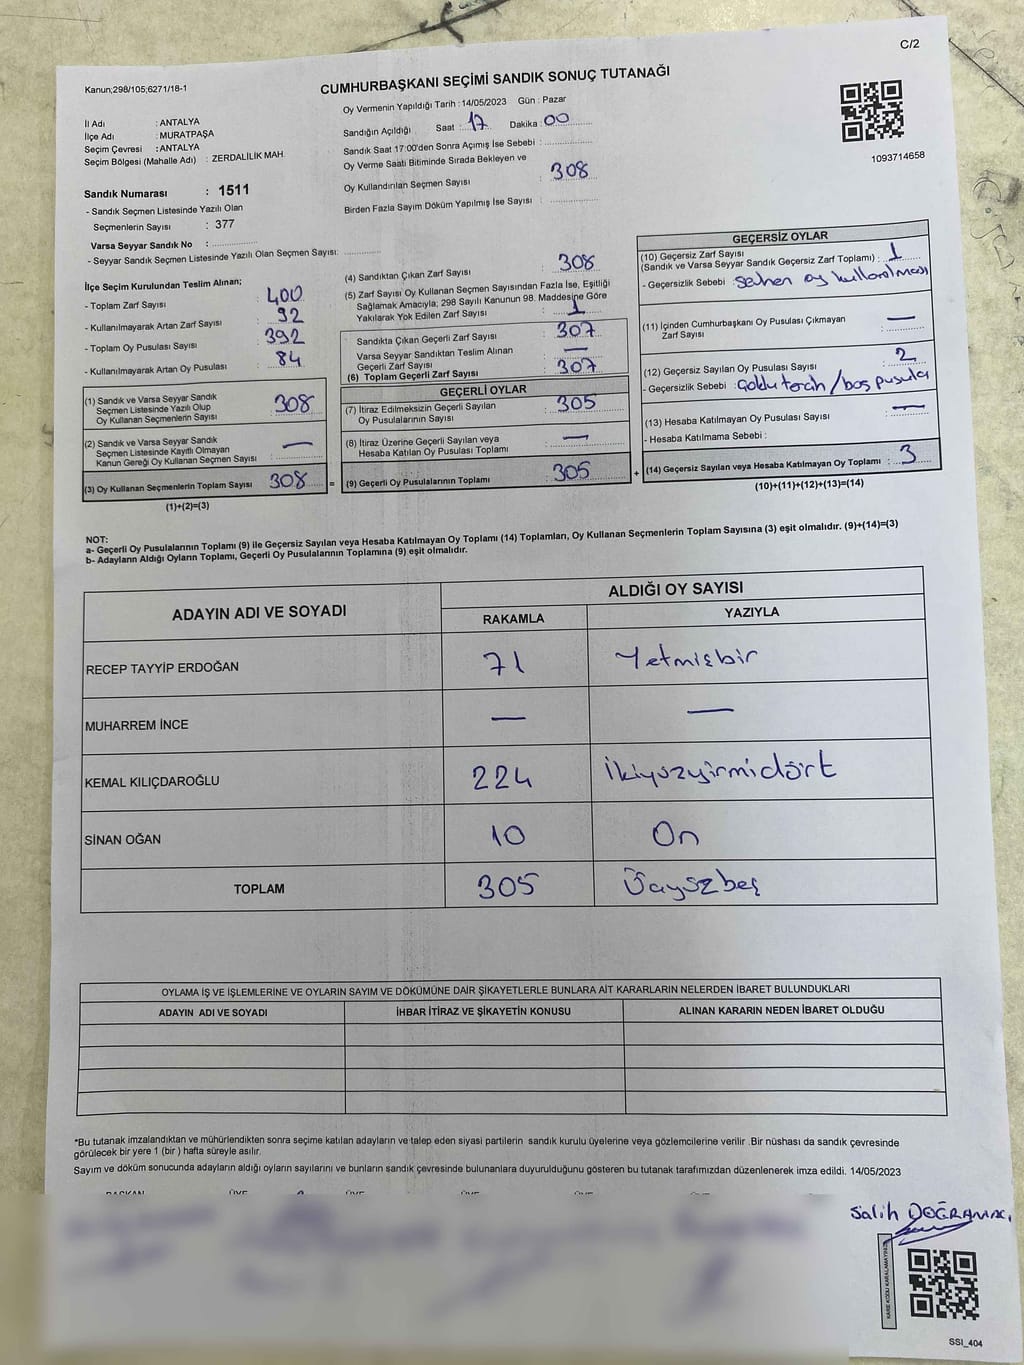 C/2
Kanun;298/105;6271/18-1
CUMHURBAŞKANI SEÇİMİ SANDIK SONUÇ TUTANAĞI
Oy Vermenin Yapıldığı Tarih : 14/05/2023 Gün : Pazar
İl Adı : ANTALYA
İlçe Adı : MURATPAŞA
Seçim Çevresi : ANTALYA
Seçim Bölgesi (Mahalle Adı) : ZERDALİLİK MAH.
Sandık Numarası : 1511
- Sandık Seçmen Listesinde Yazılı Olan
Seçmenlerin Sayısı : 377
Varsa Seyyar Sandık No :
- Seyyar Sandık Seçmen Listesinde Yazılı Olan Seçmen Sayısı:
Sandığın Açıldığı Saat : 17 Dakika : 00
Sandık Saat 17:00'den Sonra Açımış İse Sebebi :
Oy Verme Saati Bitiminde Sırada Bekleyen ve
Oy Kullandırılan Seçmen Sayısı : 308
Birden Fazla Sayım Döküm Yapılmış İse Sayısı :
1093714658
İlçe Seçim Kurulundan Teslim Alınan;
- Toplam Zarf Sayısı : 400
- Kullanılmayarak Artan Zarf Sayısı : 92
- Toplam Oy Pusulası Sayısı : 392
- Kullanılmayarak Artan Oy Pusulası : 84
(1) Sandık ve Varsa Seyyar Sandık
Seçmen Listesinde Yazılı Olup
Oy Kullanan Seçmenlerin Sayısı : 308
(2) Sandık ve Varsa Seyyar Sandık
Seçmen Listesinde Kayıtlı Olmayan
Kanun Gereği Oy Kullanan Seçmen Sayısı : —
(3) Oy Kullanan Seçmenlerin Toplam Sayısı 308 =
(1)+(2)=(3)
(4) Sandıktan Çıkan Zarf Sayısı : 308
(5) Zarf Sayısı Oy Kullanan Seçmen Sayısından Fazla İse, Eşitliği
Sağlamak Amacıyla; 298 Sayılı Kanunun 98. Maddesine Göre
Yakılarak Yok Edilen Zarf Sayısı : 1
Sandıkta Çıkan Geçerli Zarf Sayısı : 307
Varsa Seyyar Sandıktan Teslim Alınan
Geçerli Zarf Sayısı : —
(6) Toplam Geçerli Zarf Sayısı : 307
GEÇERLİ OYLAR
(7) İtiraz Edilmeksizin Geçerli Sayılan
Oy Pusulalarının Sayısı : 305
(8) İtiraz Üzerine Geçerli Sayılan veya
Hesaba Katılan Oy Pusulası Toplamı : —
(9) Geçerli Oy Pusulalarının Toplamı : 305 +
GEÇERSİZ OYLAR
(10) Geçersiz Zarf Sayısı
(Sandık ve Varsa Seyyar Sandık Geçersiz Zarf Toplamı) : 1
- Geçersizlik Sebebi : sehen oy kullanılması
(11) İçinden Cumhurbaşkanı Oy Pusulası Çıkmayan
Zarf Sayısı : —
(12) Geçersiz Sayılan Oy Pusulası Sayısı : 2
- Geçersizlik Sebebi : Çoklu tercih / boş pusula
(13) Hesaba Katılmayan Oy Pusulası Sayısı : —
- Hesaba Katılmama Sebebi :
(14) Geçersiz Sayılan veya Hesaba Katılmayan Oy Toplamı : 3
(10)+(11)+(12)+(13)=(14)
NOT:
a- Geçerli Oy Pusulalarının Toplamı (9) ile Geçersiz Sayılan veya Hesaba Katılmayan Oy Toplamı (14) Toplamları, Oy Kullanan Seçmenlerin Toplam Sayısına (3) eşit olmalıdır. (9)+(14)=(3)
b- Adayların Aldığı Oyların Toplamı, Geçerli Oy Pusulalarının Toplamına (9) eşit olmalıdır.
ADAYIN ADI VE SOYADI ALDIĞI OY SAYISI
RAKAMLA YAZIYLA
RECEP TAYYİP ERDOĞAN 71 Yetmişbir
MUHARREM İNCE — —
KEMAL KILIÇDAROĞLU 224 İkiyüzyirmidört
SİNAN OĞAN 10 On
TOPLAM 305 Üçyüzbeş
OYLAMA İŞ VE İŞLEMLERİNE VE OYLARIN SAYIM VE DÖKÜMÜNE DAİR ŞİKAYETLERLE BUNLARA AİT KARARLARIN NELERDEN İBARET BULUNDUKLARI
ADAYIN ADI VE SOYADI İHBAR İTİRAZ VE ŞİKAYETİN KONUSU ALINAN KARARIN NEDEN İBARET OLDUĞU
*Bu tutanak imzalandıktan ve mühürlendikten sonra seçime katılan adayların ve talep eden siyasi partilerin sandık kurulu üyelerine veya gözlemcilerine verilir .Bir nüshası da sandık çevresinde
görülecek bir yere 1 (bir ) hafta süreyle asılır.
Sayım ve döküm sonucunda adayların aldığı oyların sayılarını ve bunların sandık çevresinde bulunanlara duyurulduğunu gösteren bu tutanak tarafımızdan düzenlenerek imza edildi. 14/05/2023
BAŞKAN ÜYE ÜYE ÜYE ÜYE ÜYE
Salih DOĞRAMACI
KARE KODU KARALAMAYINIZ
SSI_404